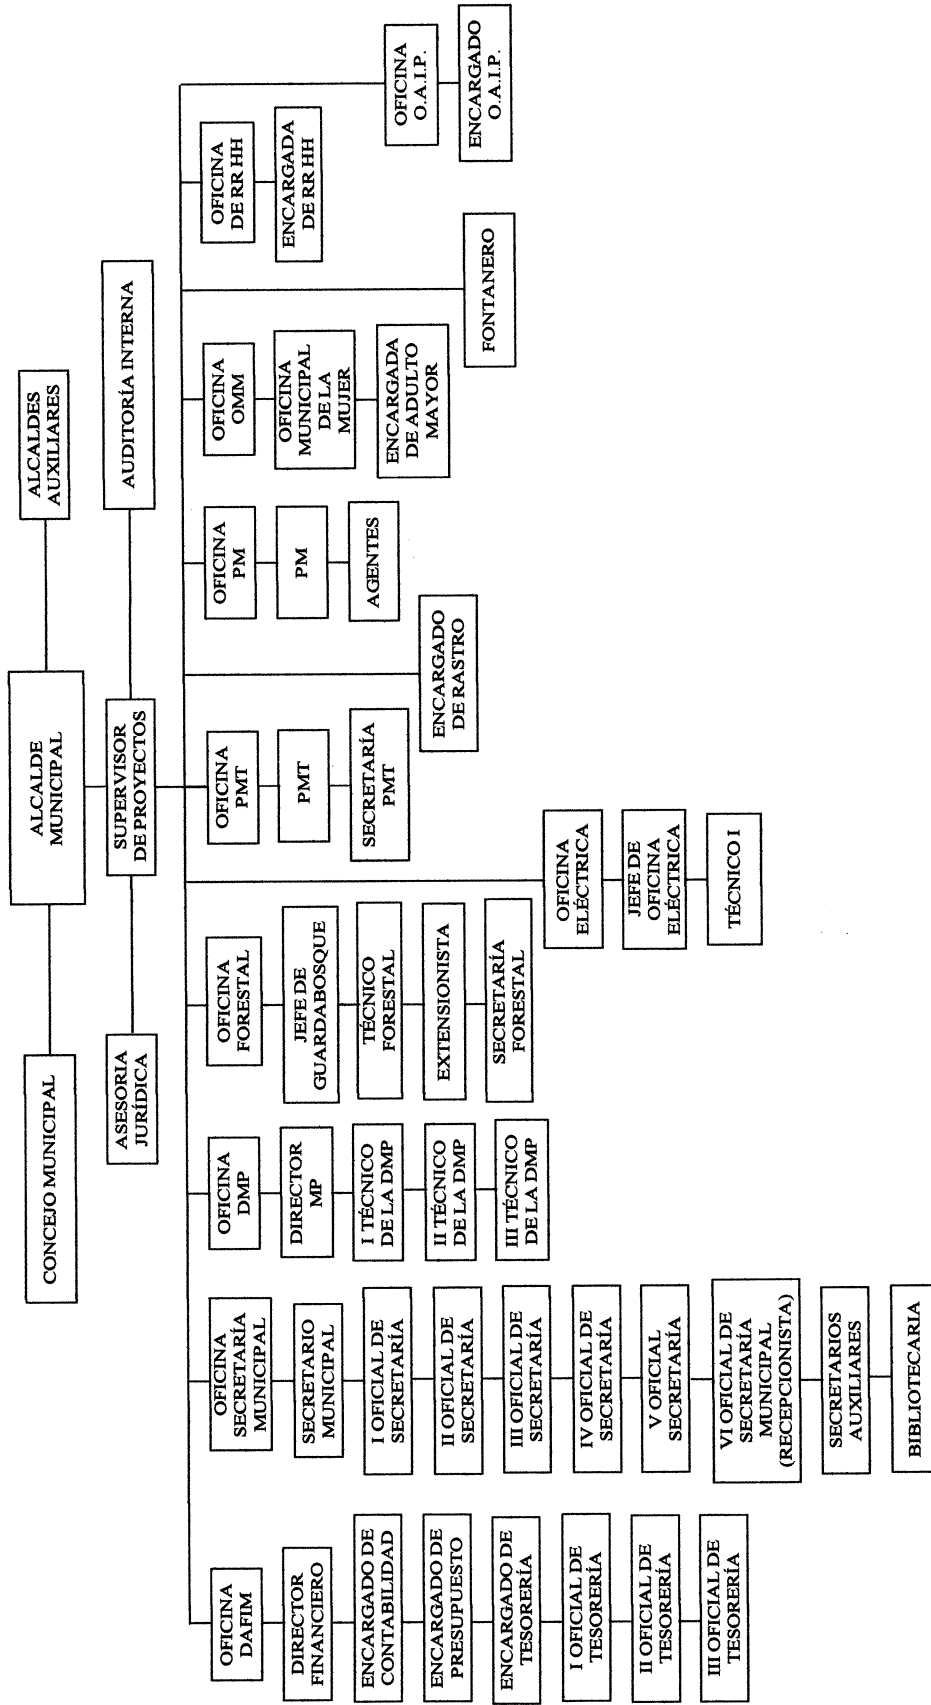 CONCEJO MUNICIPAL
ALCALDE
MUNICIPAL
ALCALDES
AUXILIARES
ASESORIA
JURÍDICA
SUPERVISOR
DE PROYECTOS
AUDITORÍA INTERNA
OFICINA
DAFIM
DIRECTOR
FINANCIERO
ENCARGADO DE
CONTABILIDAD
ENCARGADO DE
PRESUPUESTO
ENCARGADO DE
TESORERÍA
I OFICIAL DE
TESORERÍA
II OFICIAL DE
TESORERÍA
III OFICIAL DE
TESORERÍA
OFICINA
SECRETARÍA
MUNICIPAL
SECRETARIO
MUNICIPAL
I OFICIAL DE
SECRETARÍA
II OFICIAL DE
SECRETARÍA
III OFICIAL DE
SECRETARÍA
IV OFICIAL DE
SECRETARÍA
V OFICIAL
SECRETARÍA
VI OFICIAL DE
SECRETARÍA
MUNICIPAL
(RECEPCIONISTA)
SECRETARIOS
AUXILIARES
BIBLIOTECARIA
OFICINA
DMP
DIRECTOR
MP
I TÉCNICO
DE LA DMP
II TÉCNICO
DE LA DMP
III TÉCNICO
DE LA DMP
OFICINA
FORESTAL
JEFE DE
GUARDABOSQUE
TÉCNICO
FORESTAL
EXTENSIONISTA
SECRETARÍA
FORESTAL
OFICINA
ELÉCTRICA
JEFE DE
OFICINA
ELÉCTRICA
TÉCNICO I
OFICINA
PMT
PMT
SECRETARÍA
PMT
ENCARGADO
DE RASTRO
OFICINA
PM
PM
AGENTES
OFICINA
OMM
OFICINA
MUNICIPAL
DE LA
MUJER
ENCARGADA
DE ADULTO
MAYOR
FONTANERO
OFICINA
DE RR HH
ENCARGADA
DE RR HH
OFICINA
O.A.I.P.
ENCARGADO
O.A.I.P.